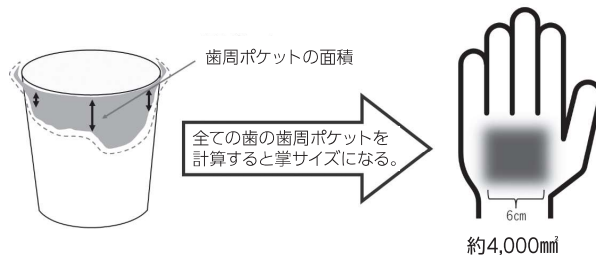 歯周ポケットの面積
全ての歯の歯周ポケットを
計算すると掌サイズになる。
6cm
約4,000㎟